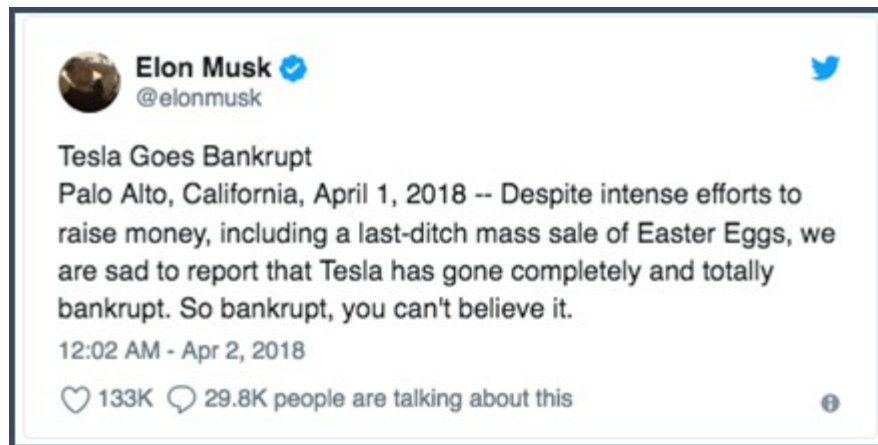 Elon Musk
@elonmusk
Tesla Goes Bankrupt
Palo Alto, California, April 1, 2018 -- Despite intense efforts to
raise money, including a last-ditch mass sale of Easter Eggs, we
are sad to report that Tesla has gone completely and totally
bankrupt. So bankrupt, you can't believe it.
12:02 AM - Apr 2, 2018
133K 29.8K people are talking about this